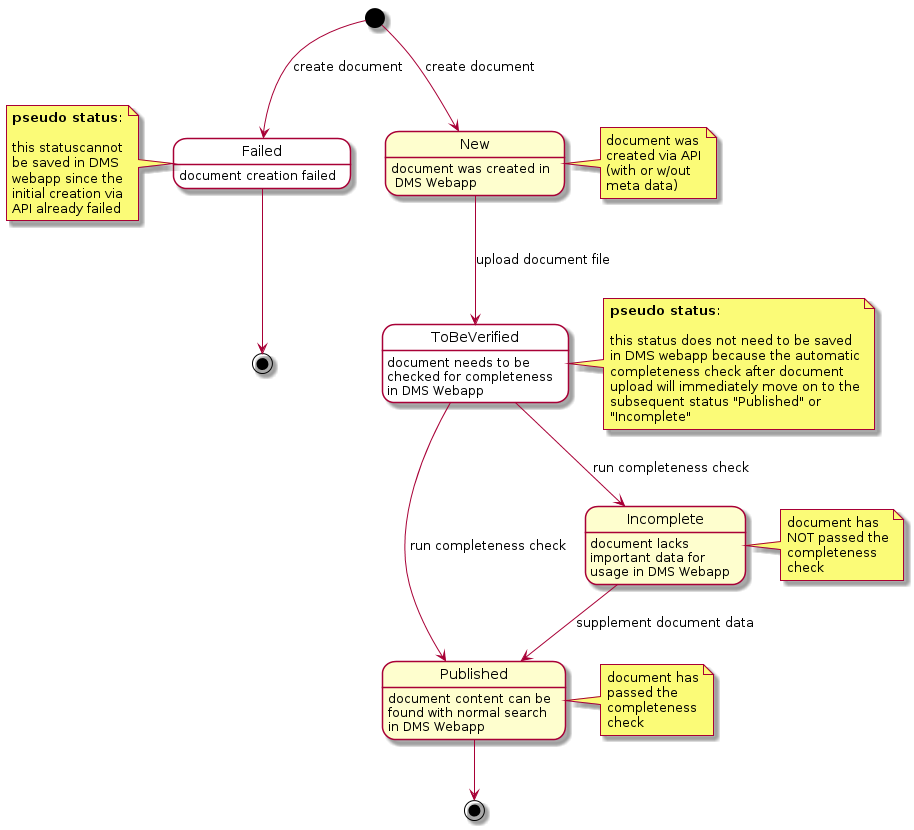 create document
create document
pseudo status:
this statuscannot
be saved in DMS
webapp since the
initial creation via
API already failed
Failed
document creation failed
New
document was created in
DMS Webapp
document was
created via API
(with or w/out
meta data)
upload document file
ToBeVerified
document needs to be
checked for completeness
in DMS Webapp
pseudo status:
this status does not need to be saved
in DMS webapp because the automatic
completeness check after document
upload will immediately move on to the
subsequent status "Published" or
"Incomplete"
run completeness check
run completeness check
Incomplete
document lacks
important data for
usage in DMS Webapp
document has
NOT passed the
completeness
check
supplement document data
Published
document content can be
found with normal search
in DMS Webapp
document has
passed the
completeness
check